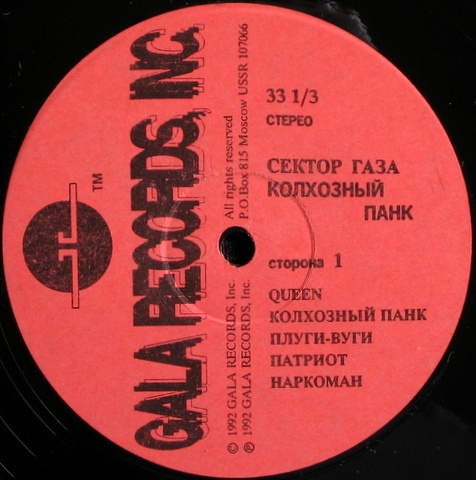 GALA RECORDS, INC.
TM
All rights reserved
P.O.Box 815 Moscow USSR 107066
© 1992 GALA RECORDS, Inc.
℗ 1992 GALA RECORDS, Inc.
33 1/3
СТЕРЕО
СЕКТОР ГАЗА
КОЛХОЗНЫЙ
ПАНК
сторона 1
QUEEN
КОЛХОЗНЫЙ ПАНК
ПЛУГИ-ВУГИ
ПАТРИОТ
НАРКОМАН